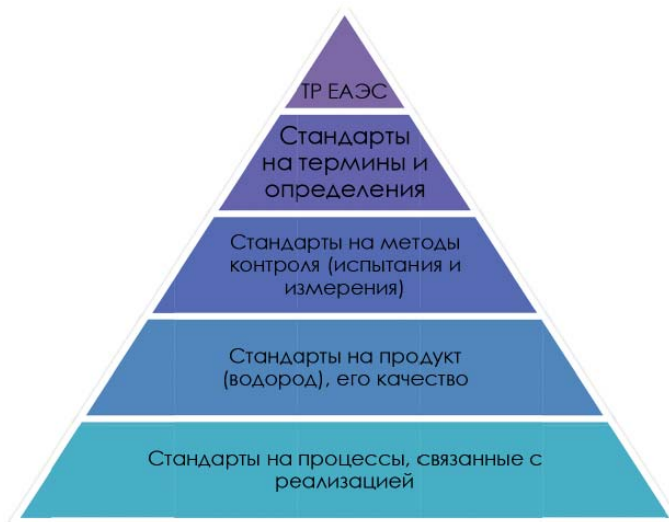 ТР ЕАЭС
Стандарты
на термины и
определения
Стандарты на методы
контроля (испытания и
измерения)
Стандарты на продукт
(водород), его качество
Стандарты на процессы, связанные с
реализацией